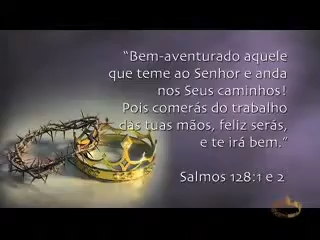 “Bem-aventurado aquele
que teme ao Senhor e anda
nos Seus caminhos!
Pois comerás do trabalho
das tuas mãos, feliz serás,
e te irá bem.”
Salmos 128:1 e 2